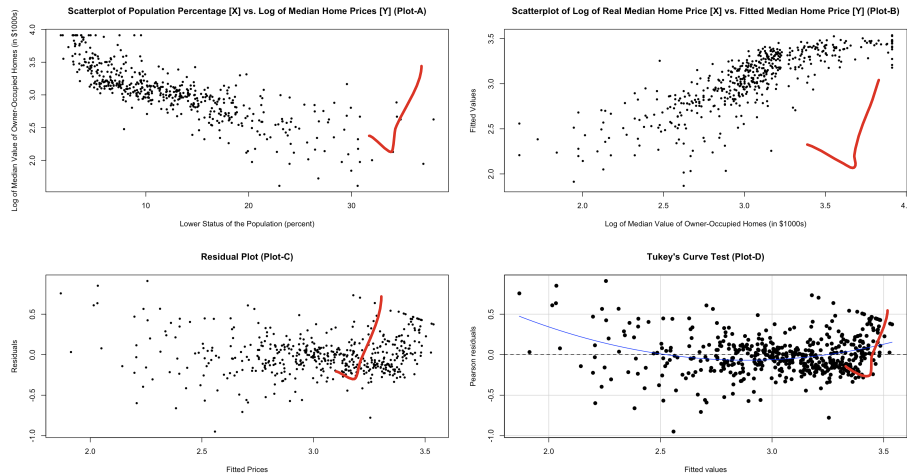 Scatterplot of Population Percentage [X] vs. Log of Median Home Prices [Y] (Plot-A)
Log of Median Value of Owner-Occupied Homes (in $1000s)
4.0
3.5
3.0
2.5
2.0
10
20
30
Lower Status of the Population (percent)
Scatterplot of Log of Real Median Home Price [X] vs. Fitted Median Home Price [Y] (Plot-B)
Fitted Values
3.5
3.0
2.5
2.0
2.0
2.5
3.0
3.5
4.
Log of Median Value of Owner-Occupied Homes (in $1000s)
Residual Plot (Plot-C)
Residuals
0.5
0.0
-0.5
-1.0
2.0
2.5
3.0
3.5
Fitted Prices
Tukey's Curve Test (Plot-D)
Pearson residuals
0.5
0.0
-0.5
-1.0
2.0
2.5
3.0
3.5
Fitted values